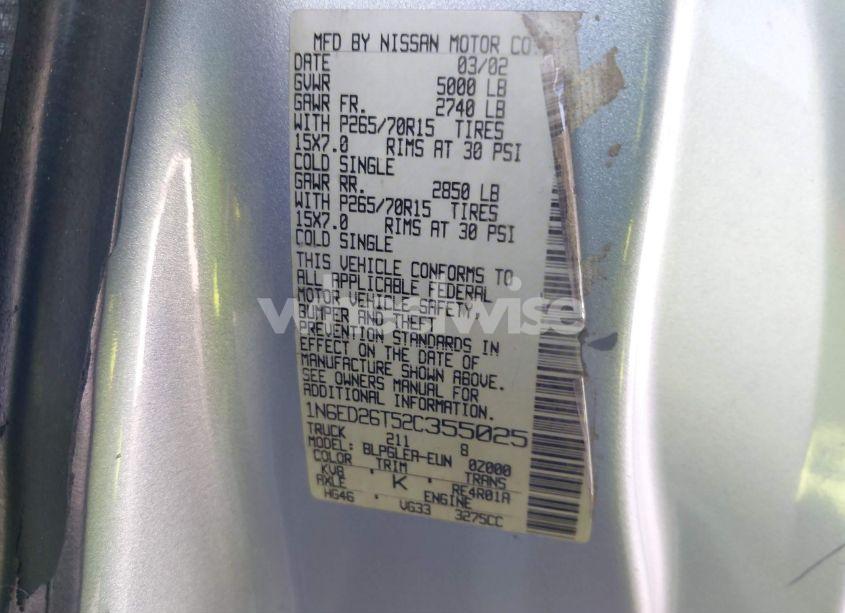 MFD BY NISSAN MOTOR CO
DATE 03/02
GVWR 5000 LB
GAWR FR. 2740 LB
WITH P265/70R15 TIRES
15X7.0 RIMS AT 30 PSI
COLD SINGLE
GAWR RR. 2850 LB
WITH P265/70R15 TIRES
15X7.0 RIMS AT 30 PSI
COLD SINGLE
THIS VEHICLE CONFORMS TO
ALL APPLICABLE FEDERAL
MOTOR VEHICLE SAFETY,
BUMPER AND THEFT
PREVENTION STANDARDS IN
EFFECT ON THE DATE OF
MANUFACTURE SHOWN ABOVE.
SEE OWNERS MANUAL FOR
ADDITIONAL INFORMATION.
1N6ED26T52C355025
TRUCK 211 8
MODEL: BLPGLEA-EUN 02000
COLOR TRIM TRANS
KV8 K RE4R01A
AXLE ENGINE
HG46 VG33 3275CC
wheelwise